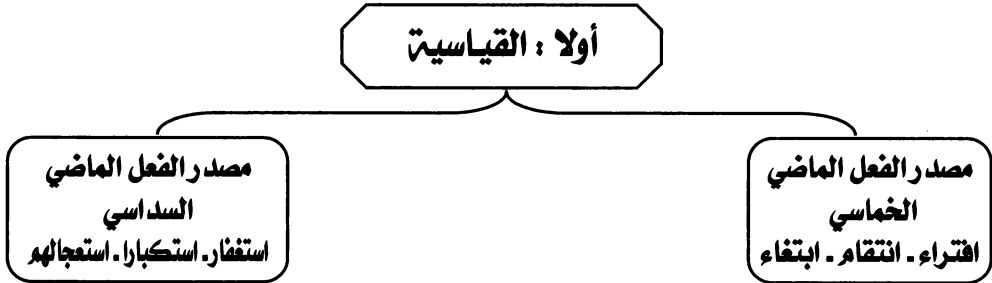 أولا : القياسية
مصدر الفعل الماضي
الخماسي
افتراء ـ انتقام ـ ابتغاء
مصدر الفعل الماضي
السداسي
استغفار ـ استكبارا ـ استعجالهم